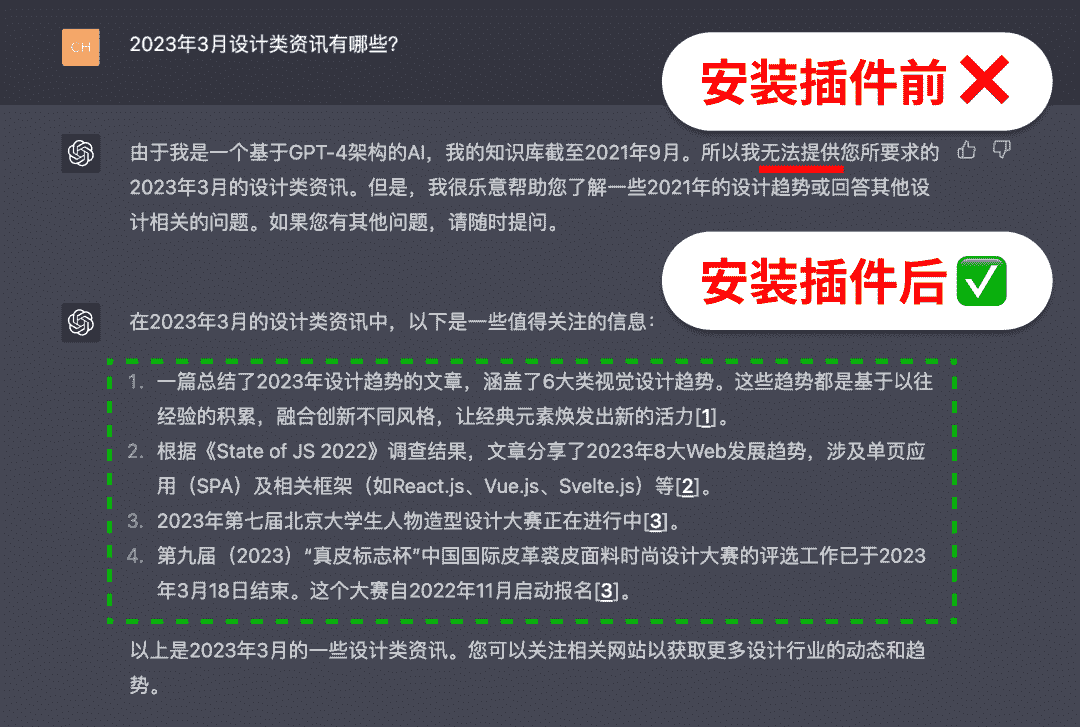 CH
2023年3月设计类资讯有哪些?
安装插件前❌
由于我是一个基于GPT-4架构的AI，我的知识库截至2021年9月。所以我无法提供您所要求的
2023年3月的设计类资讯。但是，我很乐意帮助您了解一些2021年的设计趋势或回答其他设
计相关的问题。如果您有其他问题，请随时提问。
安装插件后✅
在2023年3月的设计类资讯中，以下是一些值得关注的信息：
1. 一篇总结了2023年设计趋势的文章，涵盖了6大类视觉设计趋势。这些趋势都是基于以往
经验的积累，融合创新不同风格，让经典元素焕发出新的活力[1]。
2. 根据《State of JS 2022》调查结果，文章分享了2023年8大Web发展趋势，涉及单页应
用（SPA）及相关框架（如React.js、Vue.js、Svelte.js）等[2]。
3. 2023年第七届北京大学生人物造型设计大赛正在进行中[3]。
4. 第九届（2023）“真皮标志杯”中国国际皮革裘皮面料时尚设计大赛的评选工作已于2023
年3月18日结束。这个大赛自2022年11月启动报名[3]。
以上是2023年3月的一些设计类资讯。您可以关注相关网站以获取更多设计行业的动态和趋
势。